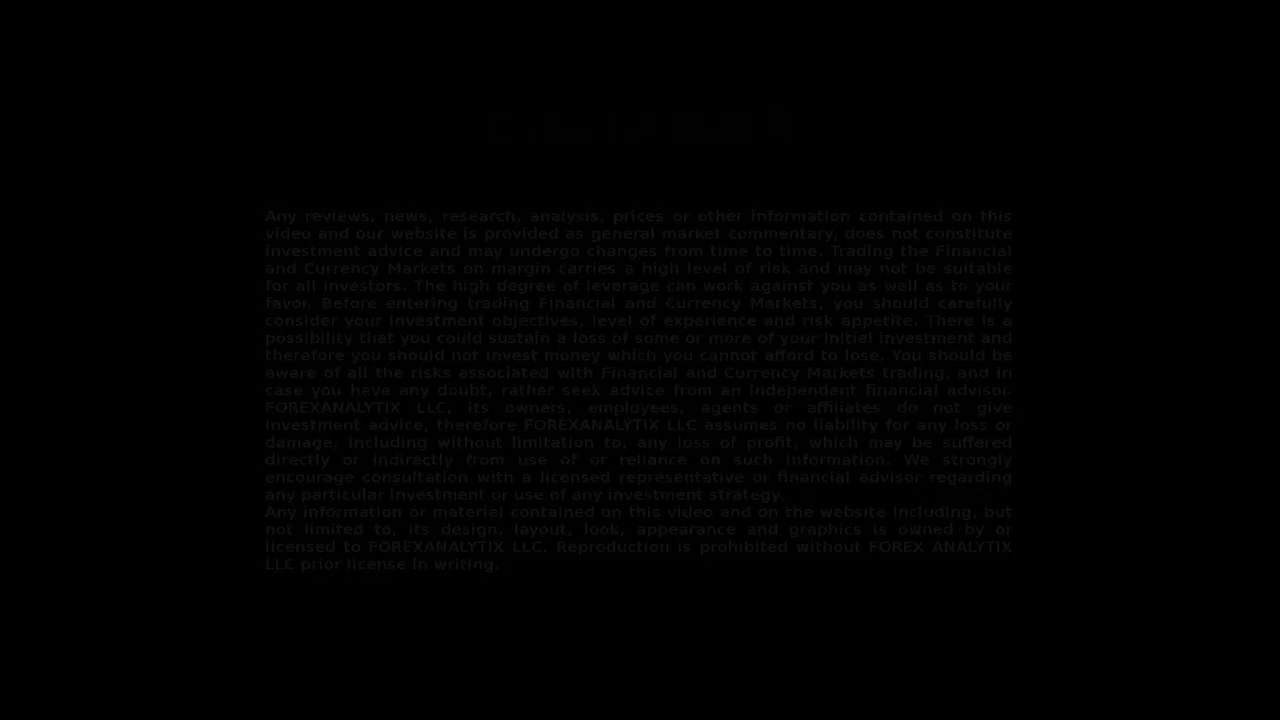 Any reviews, news, research, analysis, prices or other information contained on this
video and our website is provided as general market commentary, does not constitute
investment advice and may undergo changes from time to time. Trading the Financial
and Currency Markets on margin carries a high level of risk and may not be suitable
for all investors. The high degree of leverage can work against you as well as to your
favor. Before entering trading Financial and Currency Markets, you should carefully
consider your investment objectives, level of experience and risk appetite. There is a
possibility that you could sustain a loss of some or more of your initial investment and
therefore you should not invest money which you cannot afford to lose. You should be
aware of all the risks associated with Financial and Currency Markets trading, and in
case you have any doubt, rather seek advice from an independent financial advisor.
FOREXANALYTIX LLC, its owners, employees, agents or affiliates do not give
investment advice, therefore FOREXANALYTIX LLC assumes no liability for any loss or
damage, including without limitation to, any loss of profit, which may be suffered
directly or indirectly from use of or reliance on such information. We strongly
encourage consultation with a licensed representative or financial advisor regarding
any particular investment or use of any investment strategy.
Any information or material contained on this video and on the website including, but
not limited to, its design, layout, look, appearance and graphics is owned by or
licensed to FOREXANALYTIX LLC. Reproduction is prohibited without FOREX ANALYTIX
LLC prior license in writing.